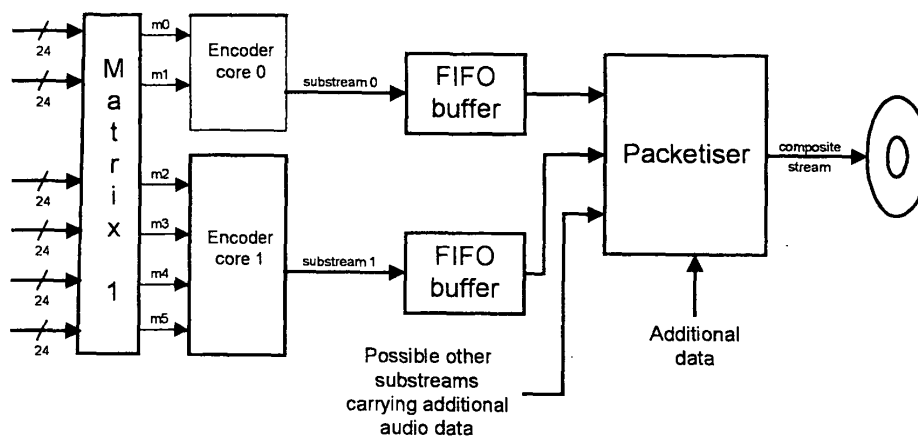 24
24
24
24
24
24
Matrix 1
m0
m1
m2
m3
m4
m5
Encoder
core 0
Encoder
core 1
substream 0
substream 1
FIFO
buffer
FIFO
buffer
Possible other
substreams
carrying additional
audio data
Packetiser
Additional
data
composite
stream